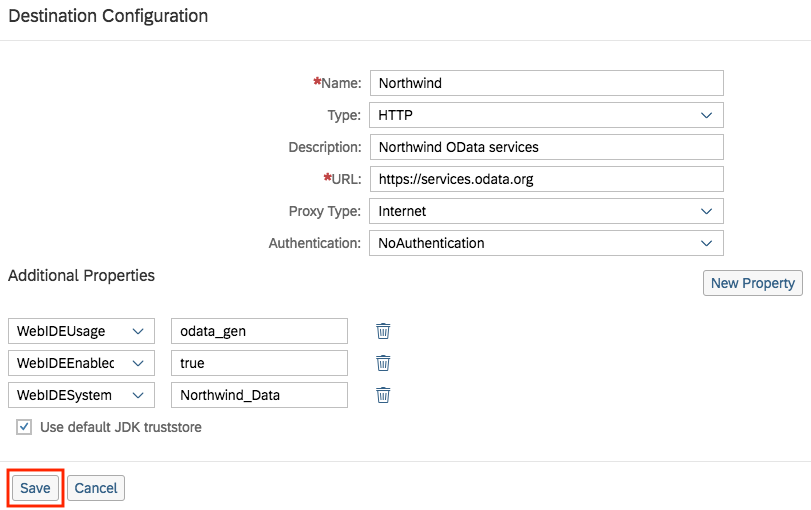 Destination Configuration
*Name: Northwind
Type: HTTP
Description: Northwind OData services
*URL: https://services.odata.org
Proxy Type: Internet
Authentication: NoAuthentication
Additional Properties
New Property
WebIDEUsage odata_gen
WebIDEEnabled true
WebIDESystem Northwind_Data
Use default JDK truststore
Save Cancel